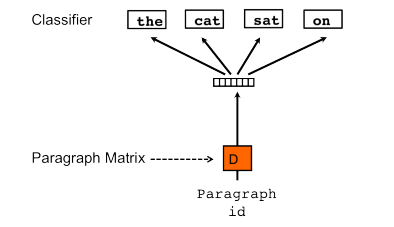 Classifier the cat sat on
Paragraph Matrix D
Paragraph
id